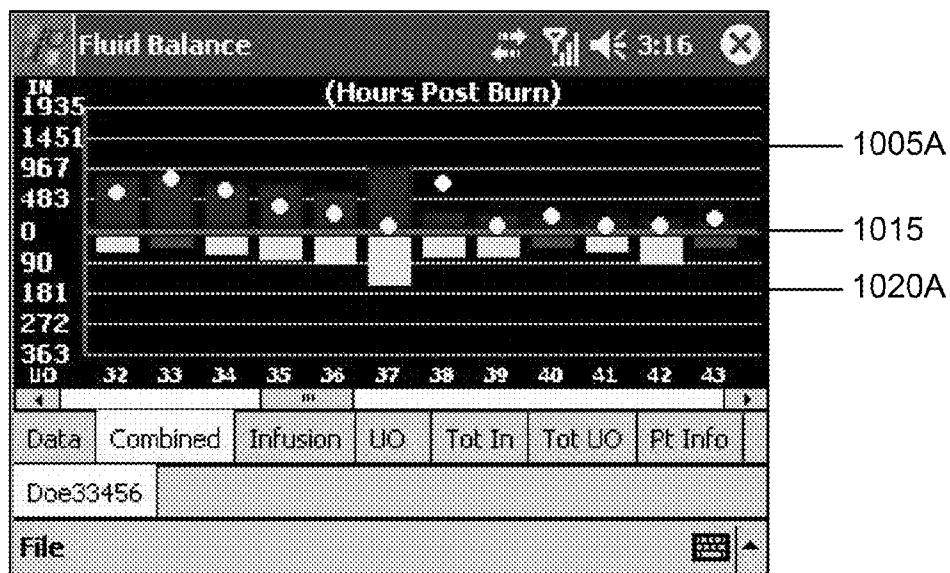 Fluid Balance 3:16
IN (Hours Post Burn)
1935
1451
967
483
0
90
181
272
363
UO 32 33 34 35 36 37 38 39 40 41 42 43
Data Combined Infusion UO Tot In Tot UO Pt Info
Doe33456
File
1005A
1015
1020A